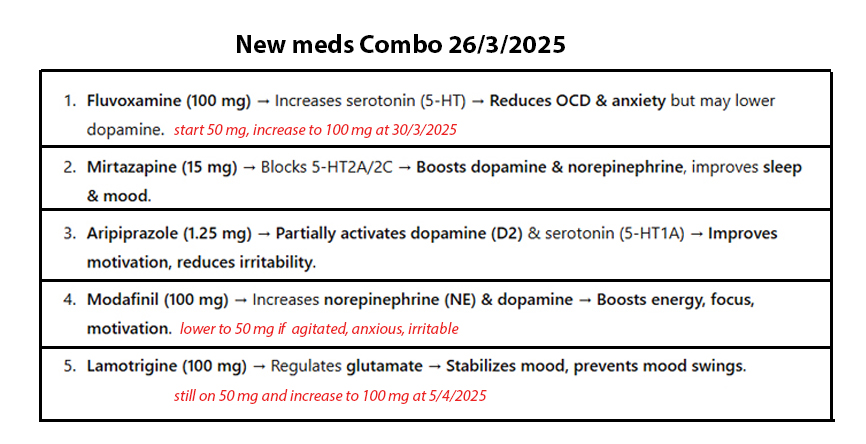 New meds Combo 26/3/2025
1. Fluvoxamine (100 mg) → Increases serotonin (5-HT) → Reduces OCD & anxiety but may lower
dopamine. start 50 mg, increase to 100 mg at 30/3/2025
2. Mirtazapine (15 mg) → Blocks 5-HT2A/2C → Boosts dopamine & norepinephrine, improves sleep
& mood.
3. Aripiprazole (1.25 mg) → Partially activates dopamine (D2) & serotonin (5-HT1A) → Improves
motivation, reduces irritability.
4. Modafinil (100 mg) → Increases norepinephrine (NE) & dopamine → Boosts energy, focus,
motivation. lower to 50 mg if agitated, anxious, irritable
5. Lamotrigine (100 mg) → Regulates glutamate → Stabilizes mood, prevents mood swings.
still on 50 mg and increase to 100 mg at 5/4/2025